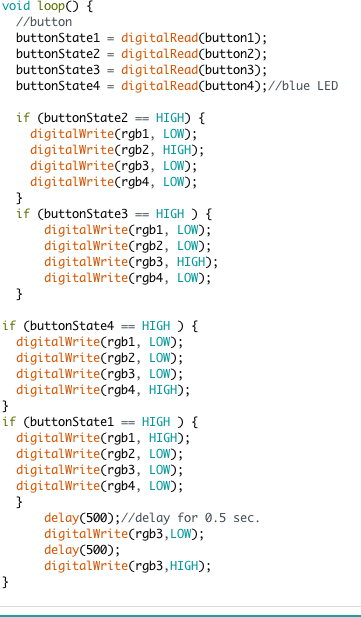 void loop() {
  //button
  buttonState1 = digitalRead(button1);
  buttonState2 = digitalRead(button2);
  buttonState3 = digitalRead(button3);
  buttonState4 = digitalRead(button4);//blue LED

  if (buttonState2 == HIGH) {
    digitalWrite(rgb1, LOW);
    digitalWrite(rgb2, HIGH);
    digitalWrite(rgb3, LOW);
    digitalWrite(rgb4, LOW);
  }
  if (buttonState3 == HIGH ) {
      digitalWrite(rgb1, LOW);
      digitalWrite(rgb2, LOW);
      digitalWrite(rgb3, HIGH);
      digitalWrite(rgb4, LOW);
  }

if (buttonState4 == HIGH ) {
  digitalWrite(rgb1, LOW);
  digitalWrite(rgb2, LOW);
  digitalWrite(rgb3, LOW);
  digitalWrite(rgb4, HIGH);
}
if (buttonState1 == HIGH ) {
  digitalWrite(rgb1, HIGH);
  digitalWrite(rgb2, LOW);
  digitalWrite(rgb3, LOW);
  digitalWrite(rgb4, LOW);
  }
      delay(500);//delay for 0.5 sec.
      digitalWrite(rgb3,LOW);
      delay(500);
      digitalWrite(rgb3,HIGH);
}